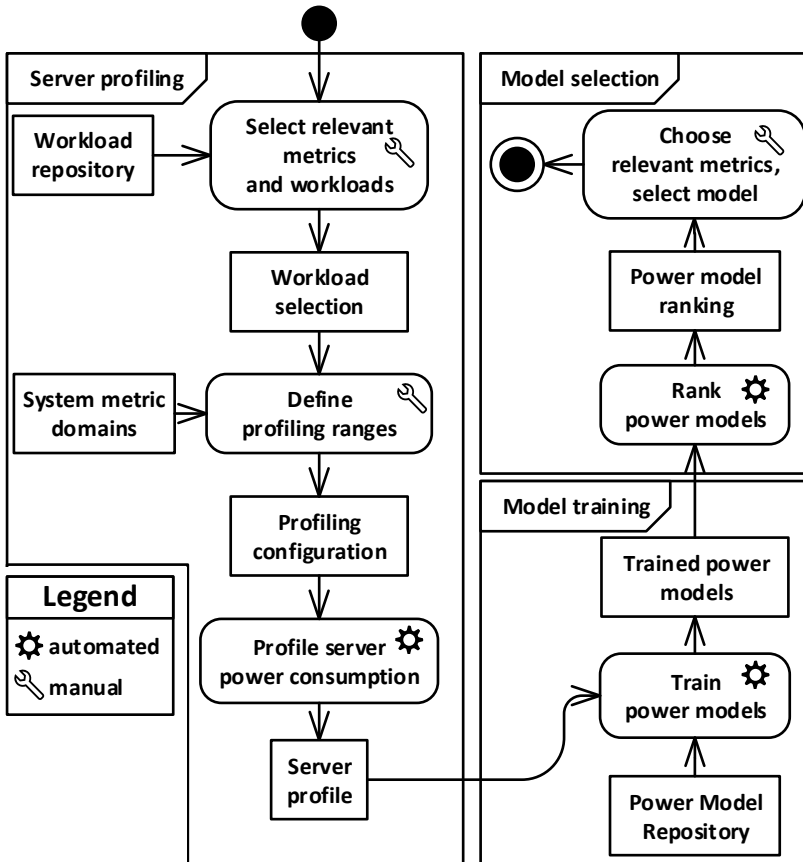 Server profiling
Select relevant
metrics
and workloads
Workload
repository
Workload
selection
System metric
domains
Define
profiling ranges
Profiling
configuration
Profile server
power consumption
Server
profile
Legend
automated
manual
Model selection
Choose
relevant metrics,
select model
Power model
ranking
Rank
power models
Model training
Trained power
models
Train
power models
Power Model
Repository